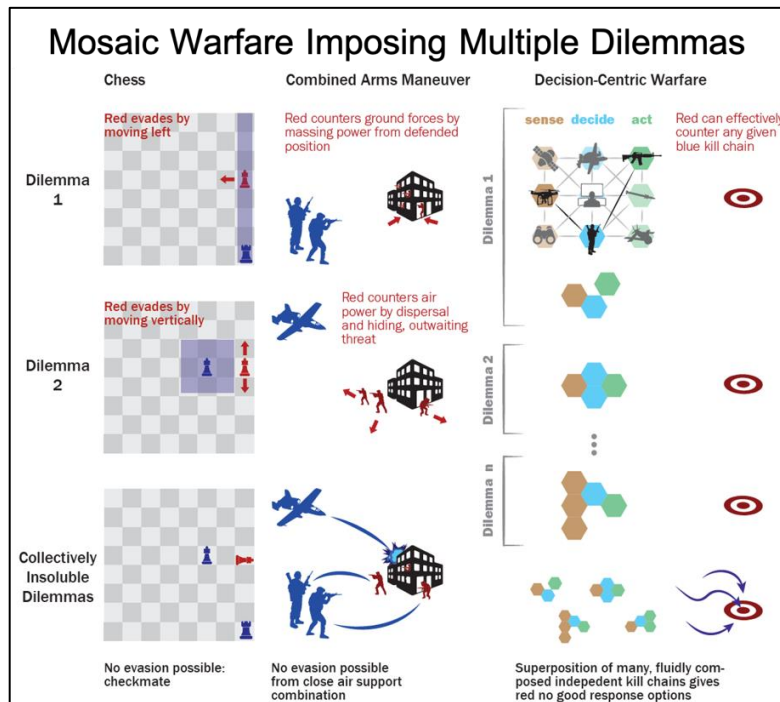 Mosaic Warfare Imposing Multiple Dilemmas
Chess
Combined Arms Maneuver
Decision-Centric Warfare
Dilemma
1
Red evades by
moving left
Red counters ground forces by
massing power from defended
position
Dilemma 1
sense decide act
Red can effectively
counter any given
blue kill chain
Dilemma
2
Red evades by
moving vertically
Red counters air
power by dispersal
and hiding, outwaiting
threat
Dilemma 2
Dilemma n
Collectively
Insoluble
Dilemmas
No evasion possible:
checkmate
No evasion possible
from close air support
combination
Superposition of many, fluidly com-
posed indepedent kill chains gives
red no good response options